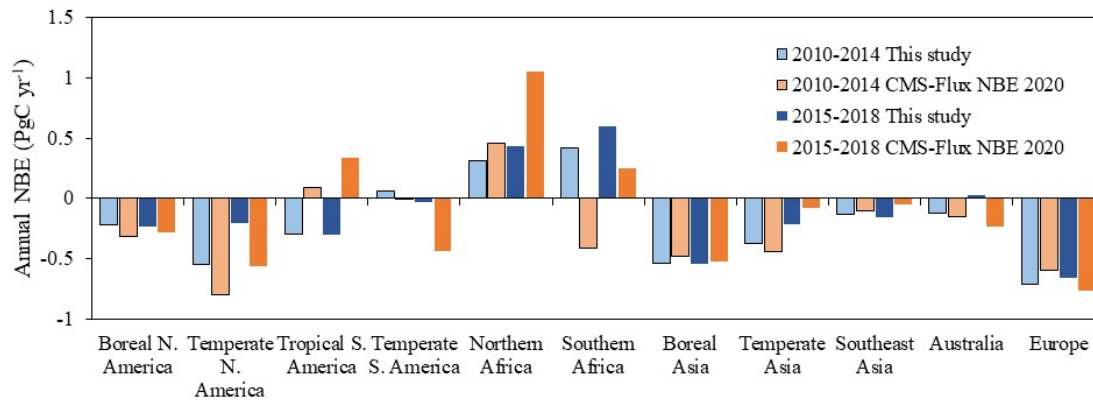 Annual NBE (PgC yr-1)
1.5
1
0.5
0
-0.5
-1
2010-2014 This study
2010-2014 CMS-Flux NBE 2020
2015-2018 This study
2015-2018 CMS-Flux NBE 2020
Boreal N.
America
Temperate
N.
America
Tropical S.
America
Temperate
S. America
Northern
Africa
Southern
Africa
Boreal
Asia
Temperate
Asia
Southeast
Asia
Australia
Europe